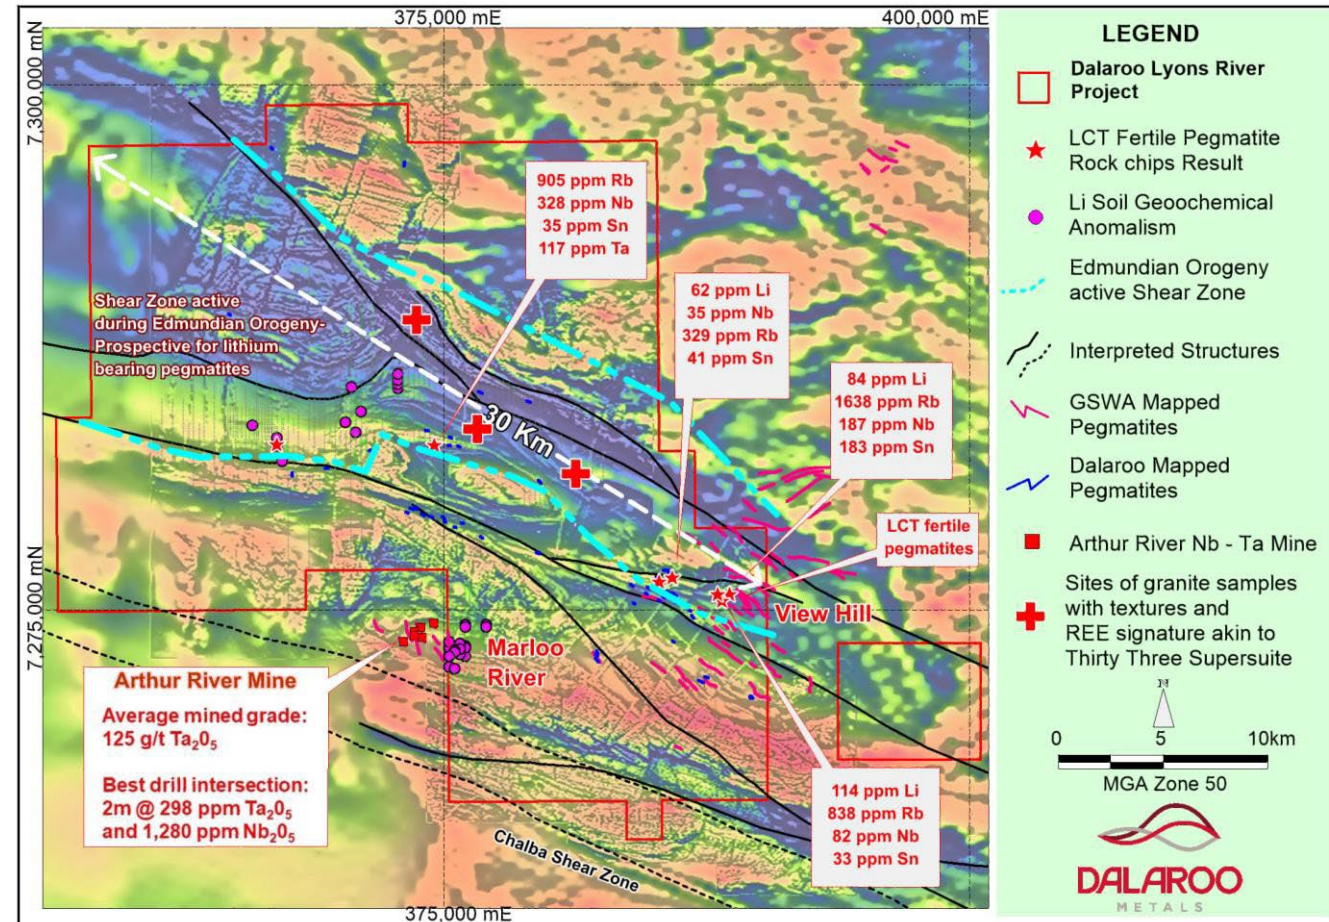 375,000 mE
400,000 mE
7,300,000 mN
7,275,000 mN
905 ppm Rb
328 ppm Nb
35 ppm Sn
117 ppm Ta
62 ppm Li
35 ppm Nb
329 ppm Rb
41 ppm Sn
Shear Zone active
during Edmundian Orogeny-
Prospective for lithium
bearing pegmatites
84 ppm Li
1638 ppm Rb
187 ppm Nb
183 ppm Sn
30 Km
LCT fertile
pegmatites
View Hill
Marloo
River
Arthur River Mine
Average mined grade:
125 g/t Ta₂0₅
Best drill intersection:
2m @ 298 ppm Ta₂0₅
and 1,280 ppm Nb₂0₅
114 ppm Li
838 ppm Rb
82 ppm Nb
33 ppm Sn
Chalba Shear Zone
375,000 mE
LEGEND
Dalaroo Lyons River
Project
LCT Fertile Pegmatite
Rock chips Result
Li Soil Geoochemical
Anomalism
Edmundian Orogeny
active Shear Zone
Interpreted Structures
GSWA Mapped
Pegmatites
Dalaroo Mapped
Pegmatites
Arthur River Nb - Ta Mine
Sites of granite samples
with textures and
REE signature akin to
Thirty Three Supersuite
N
0 5 10km
MGA Zone 50
DALAROO
METALS